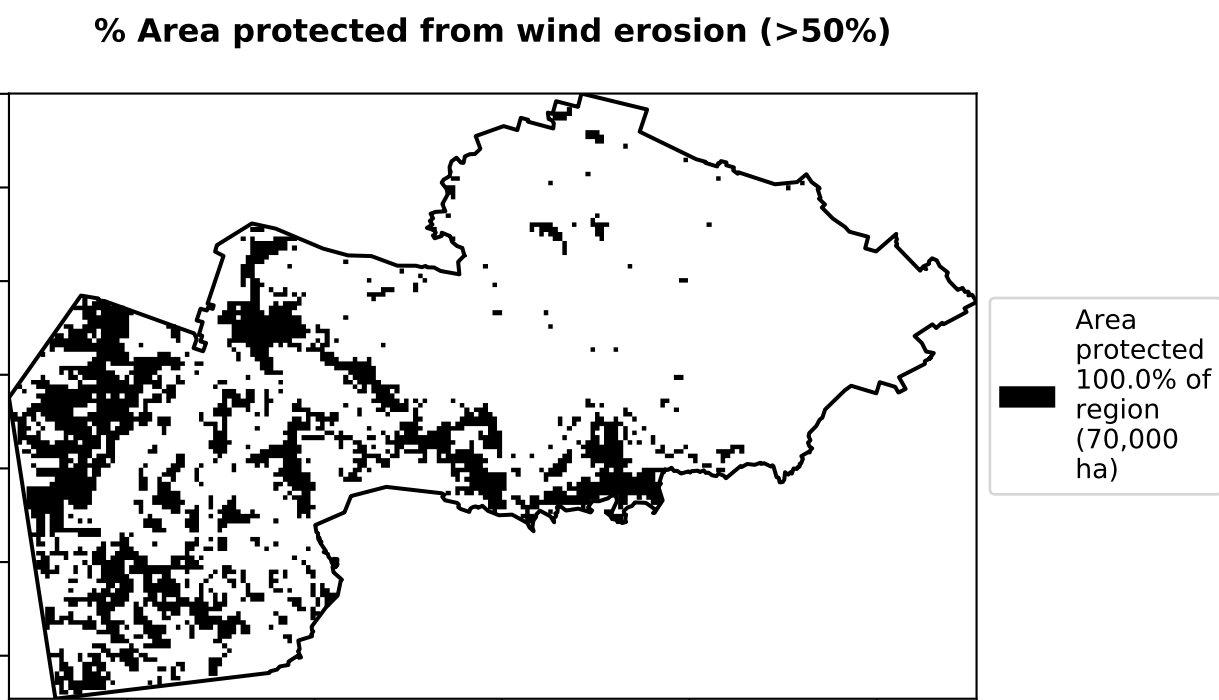 % Area protected from wind erosion (>50%)
Area
protected
100.0% of
region
(70,000
ha)